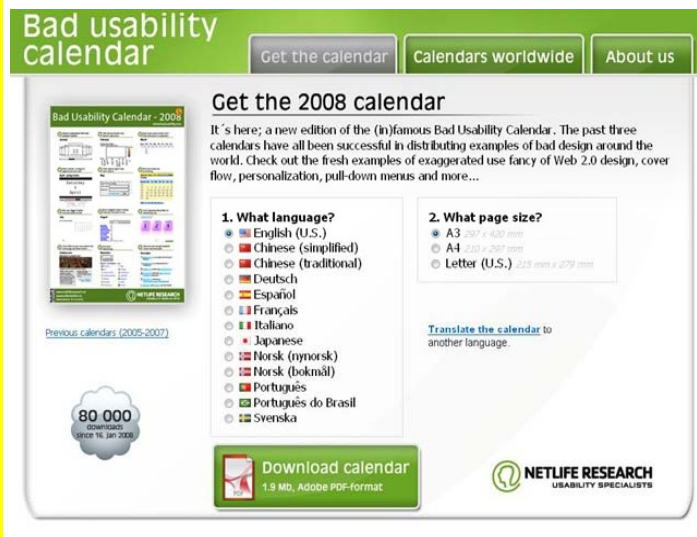 Bad usability
calendar
Get the calendar
Calendars worldwide
About us
Bad Usability Calendar - 2008
Get the 2008 calendar
It´s here; a new edition of the (in)famous Bad Usability Calendar. The past three
calendars have all been successful in distributing examples of bad design around the
world. Check out the fresh examples of exaggerated use fancy of Web 2.0 design, cover
flow, personalization, pull-down menus and more...
1. What language?
English (U.S.)
Chinese (simplified)
Chinese (traditional)
Deutsch
Español
Français
Italiano
Japanese
Norsk (nynorsk)
Norsk (bokmål)
Português
Português do Brasil
Svenska
2. What page size?
A3 297 x 420 mm
A4 210 x 297 mm
Letter (U.S.) 215 mm x 279 mm
Translate the calendar to
another language.
NETLIFE RESEARCH
Previous calendars (2005-2007)
80 000
downloads
since 16. jan 2008
PDF
Download calendar
1.9 Mb, Adobe PDF-format
NETLIFE RESEARCH
USABILITY SPECIALISTS